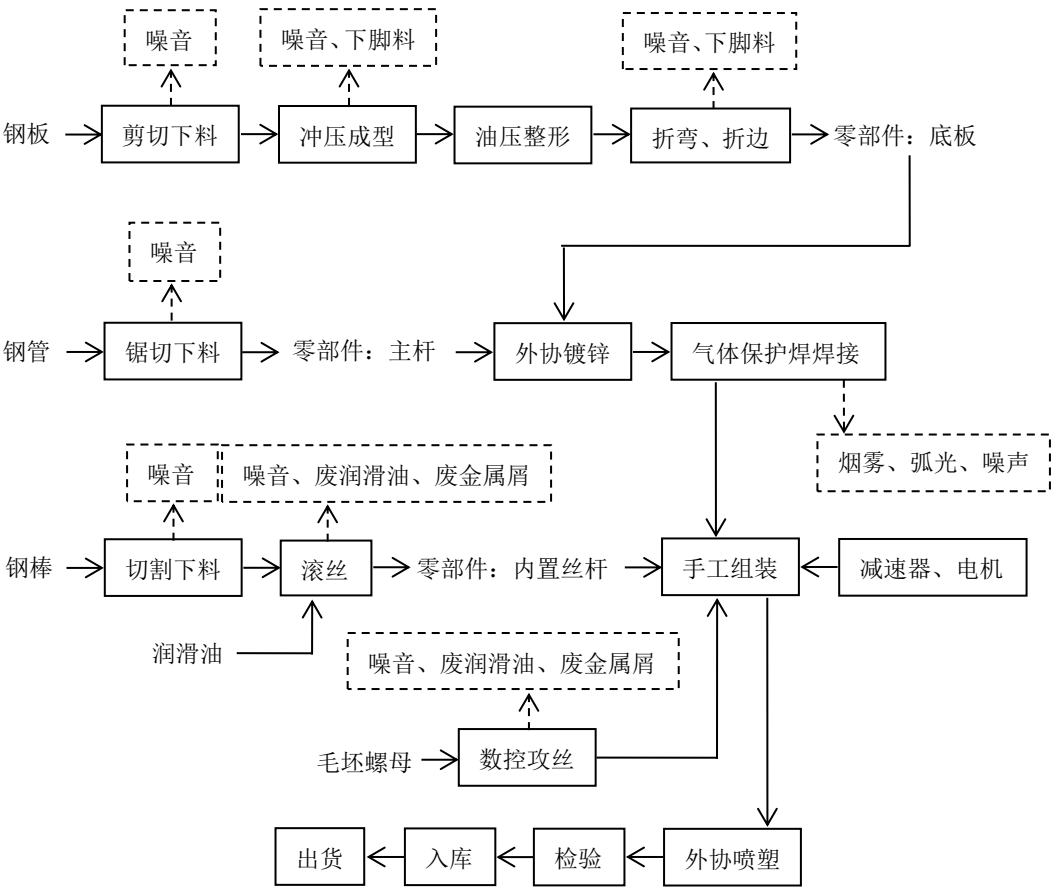 噪音
噪音、下脚料
噪音、下脚料
钢板
剪切下料
冲压成型
油压整形
折弯、折边
零部件：底板
噪音
钢管
锯切下料
零部件：主杆
外协镀锌
气体保护焊焊接
烟雾、弧光、噪声
噪音
噪音、废润滑油、废金属屑
钢棒
切割下料
滚丝
零部件：内置丝杆
手工组装
减速器、电机
润滑油
噪音、废润滑油、废金属屑
毛坯螺母
数控攻丝
出货
入库
检验
外协喷塑